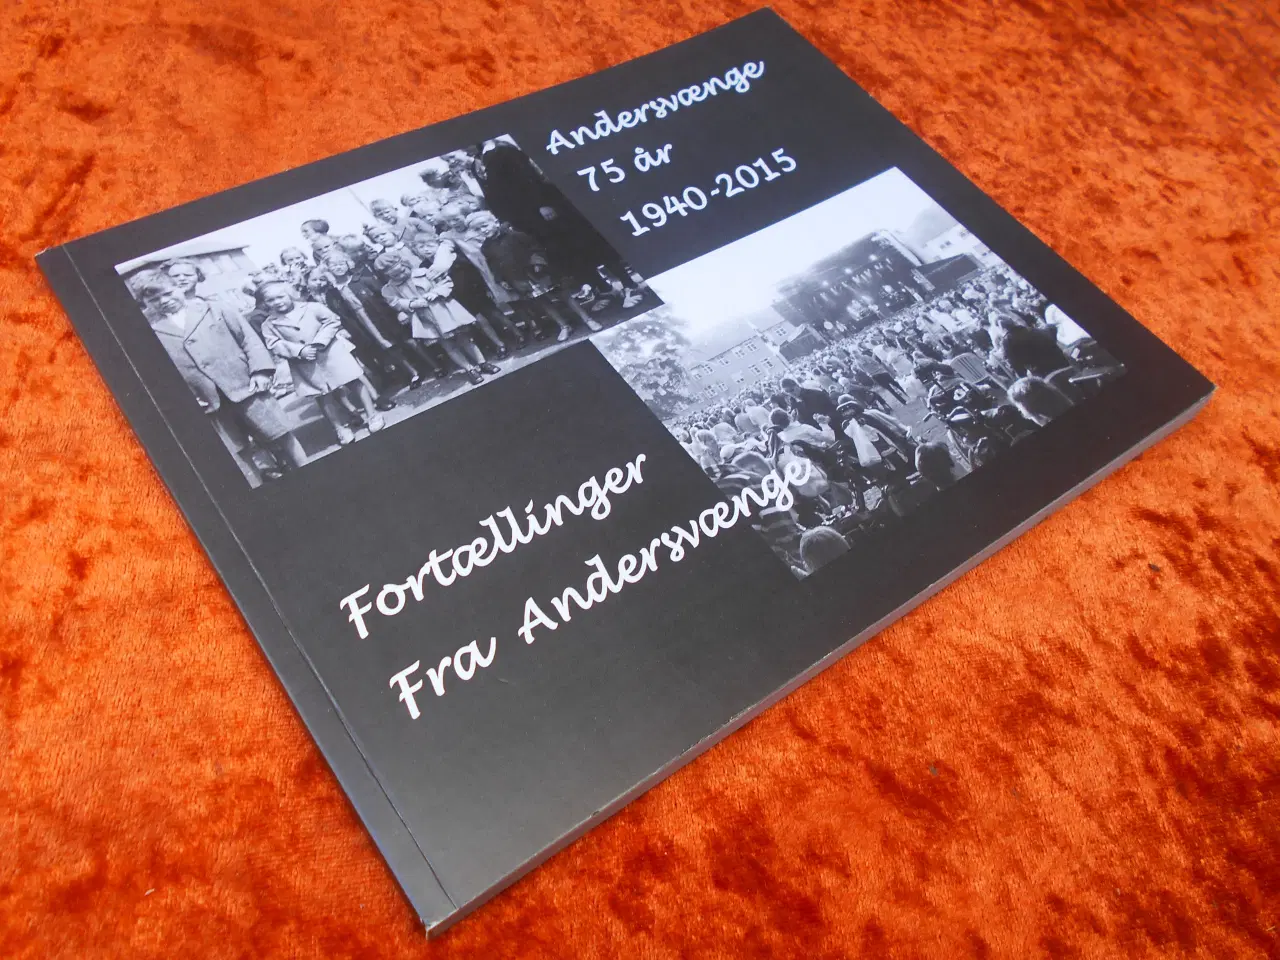 Andersvænge
75 år
1940-2015
Fortællinger
Fra Andersvænge